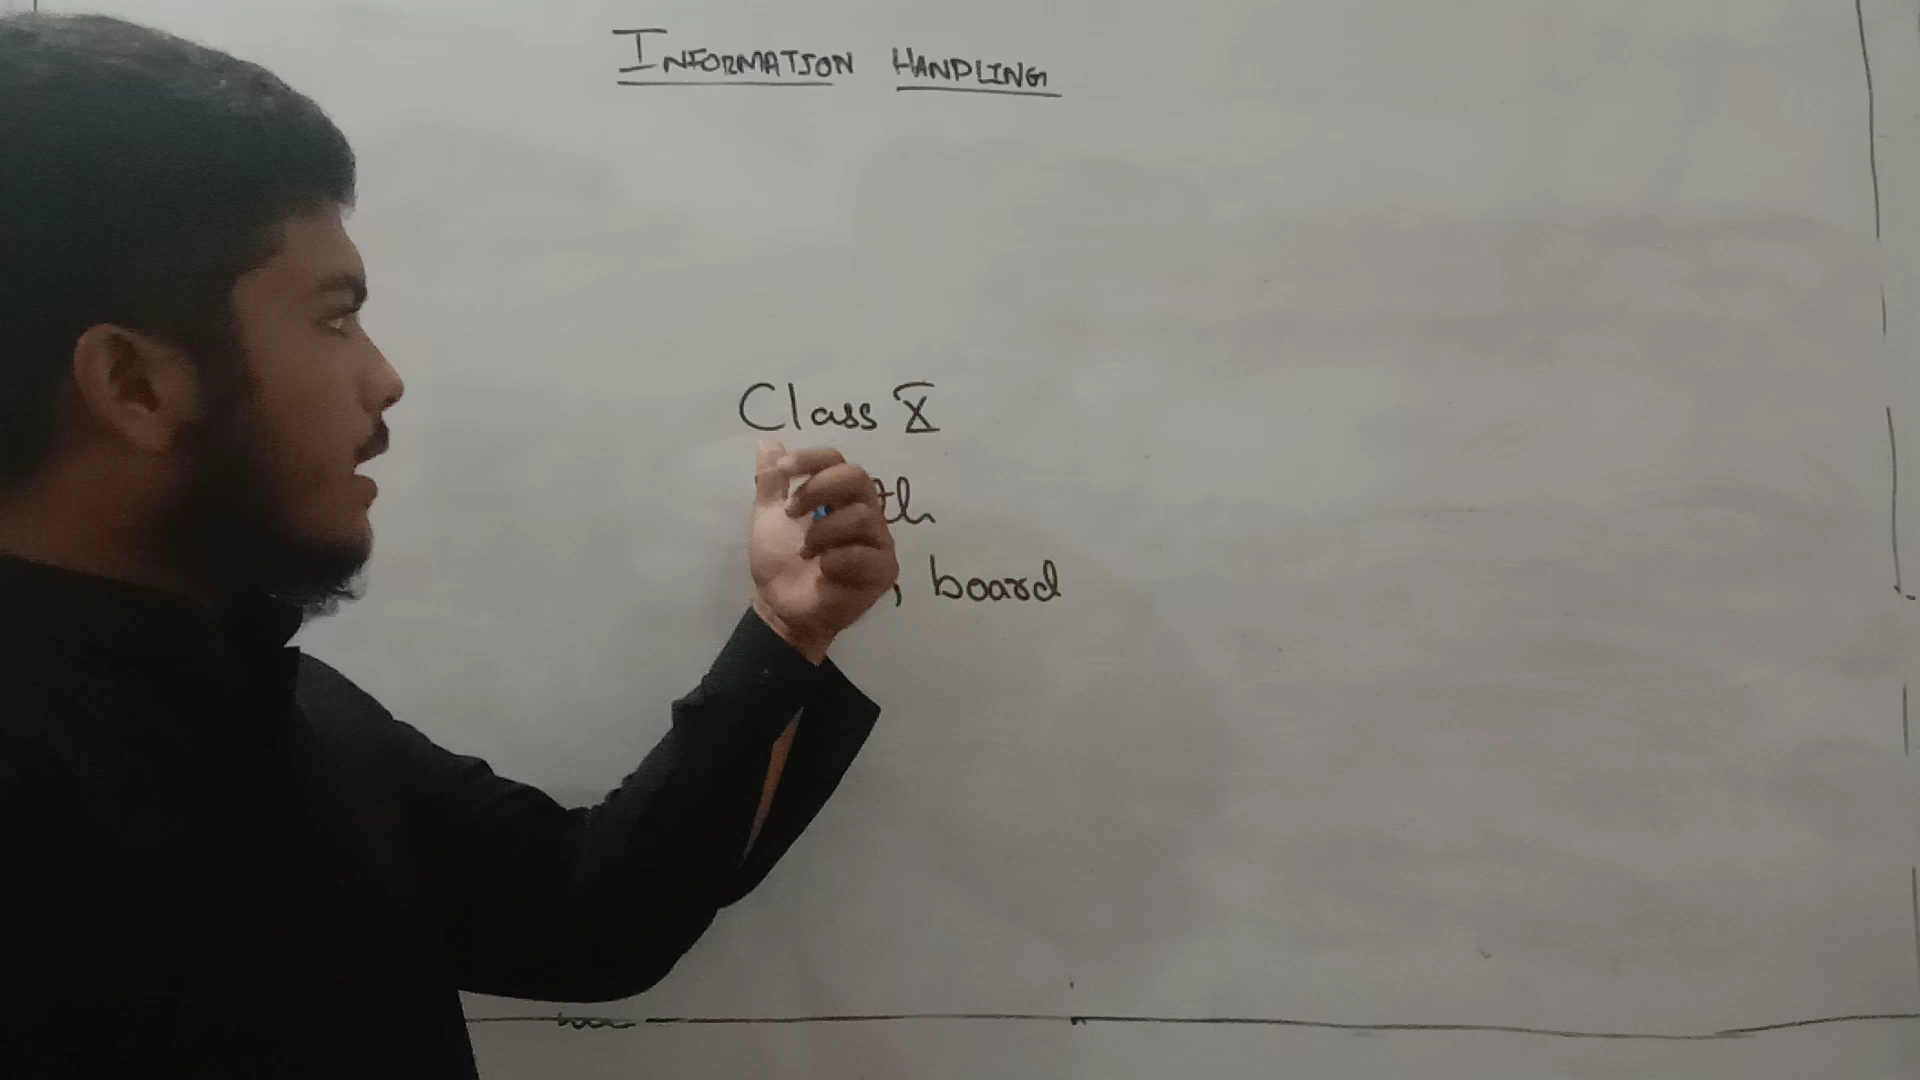 INFORMATION HANDLING
Class X
th
board